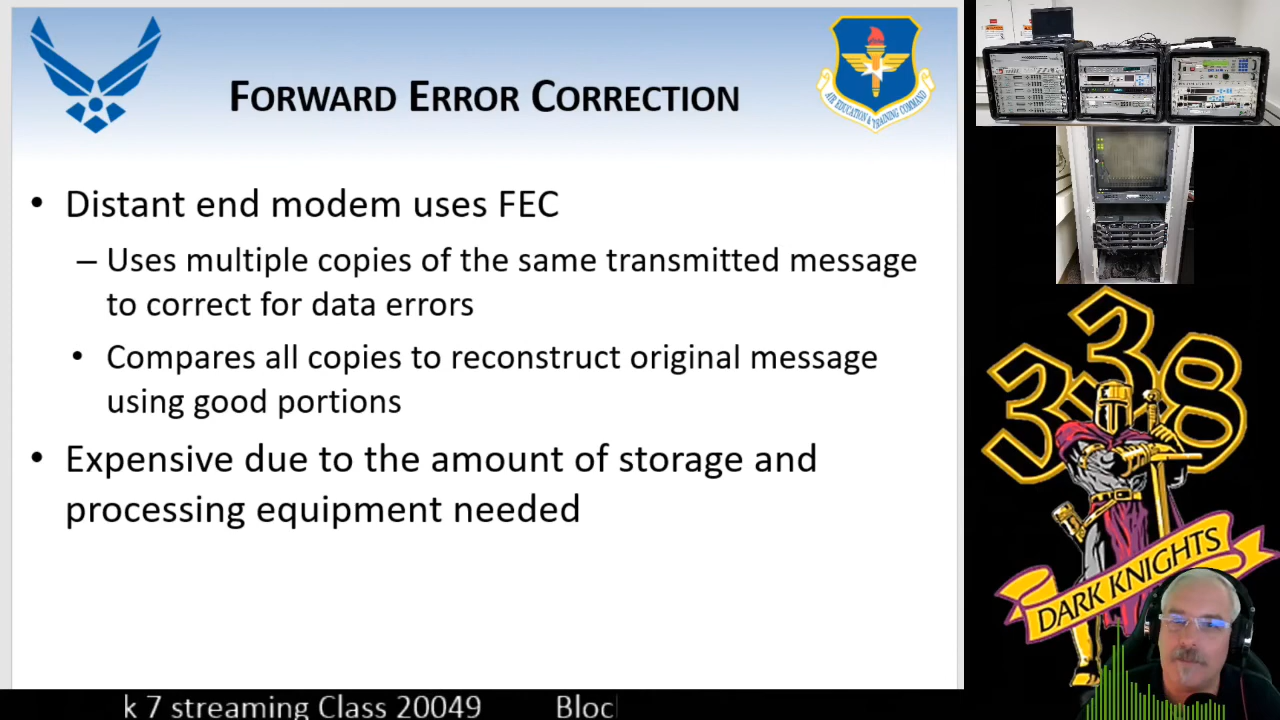 FORWARD ERROR CORRECTION
AIR EDUCATION & TRAINING COMMAND
• Distant end modem uses FEC
– Uses multiple copies of the same transmitted message
to correct for data errors
• Compares all copies to reconstruct original message
using good portions
• Expensive due to the amount of storage and
processing equipment needed
338
DARK KNIGHTS
k 7 streaming Class 20049 Bloc